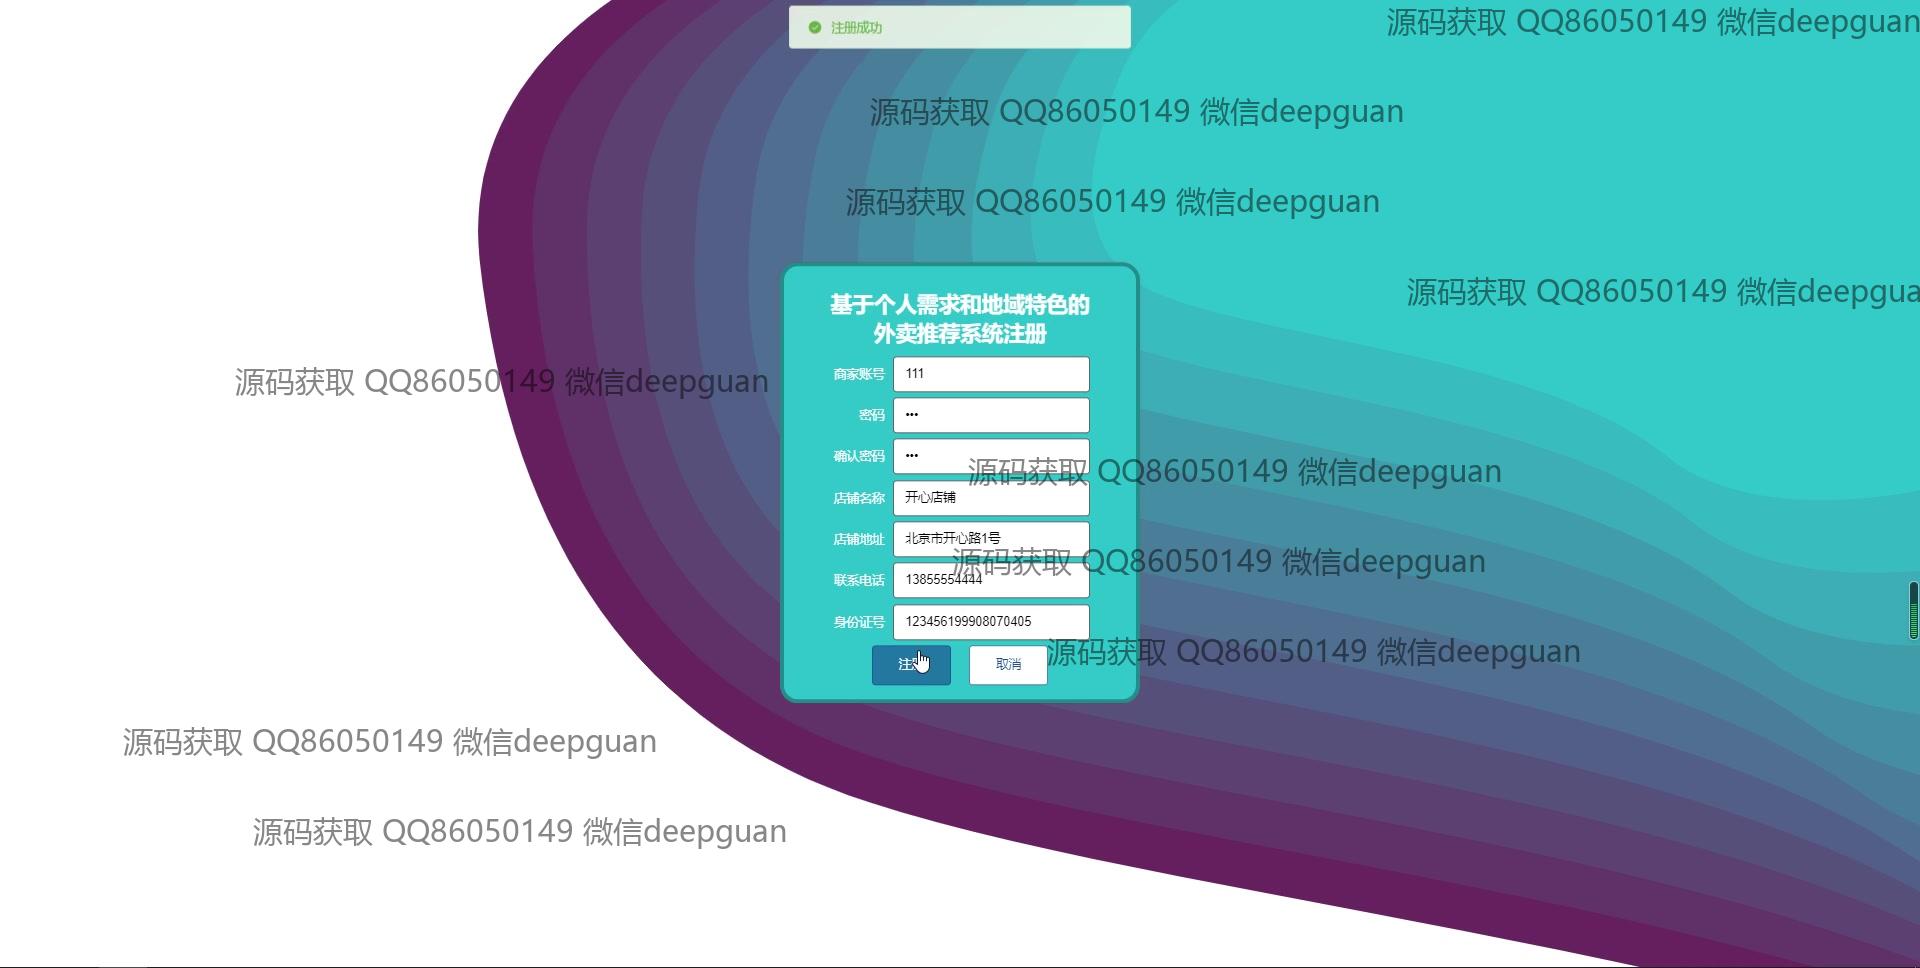 注册成功
源码获取 QQ86050149 微信deepguan
源码获取 QQ86050149 微信deepguan
源码获取 QQ86050149 微信deepguan
源码获取 QQ86050149 微信deepgua
基于个人需求和地域特色的
外卖推荐系统注册
商家账号 111
源码获取 QQ86050149 微信deepguan
密码 •••
确认密码 •••
源码获取 QQ86050149 微信deepguan
店铺名称 开心店铺
店铺地址 北京市开心路1号
源码获取 QQ86050149 微信deepguan
联系电话 13855554444
身份证号 123456199908070405
源码获取 QQ86050149 微信deepguan
取消
源码获取 QQ86050149 微信deepguan
源码获取 QQ86050149 微信deepguan